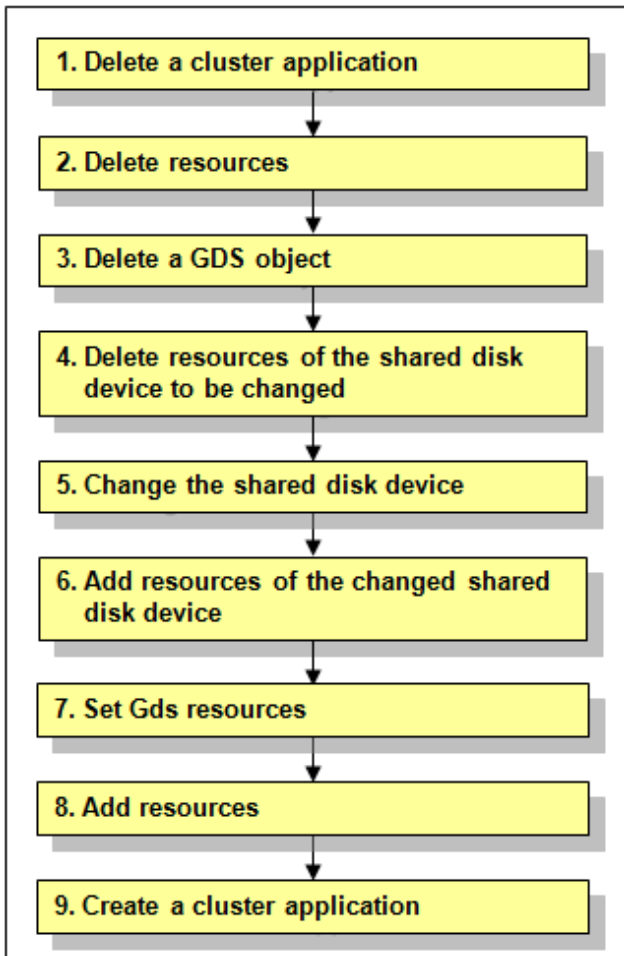 1. Delete a cluster application
2. Delete resources
3. Delete a GDS object
4. Delete resources of the shared disk
device to be changed
5. Change the shared disk device
6. Add resources of the changed shared
disk device
7. Set Gds resources
8. Add resources
9. Create a cluster application